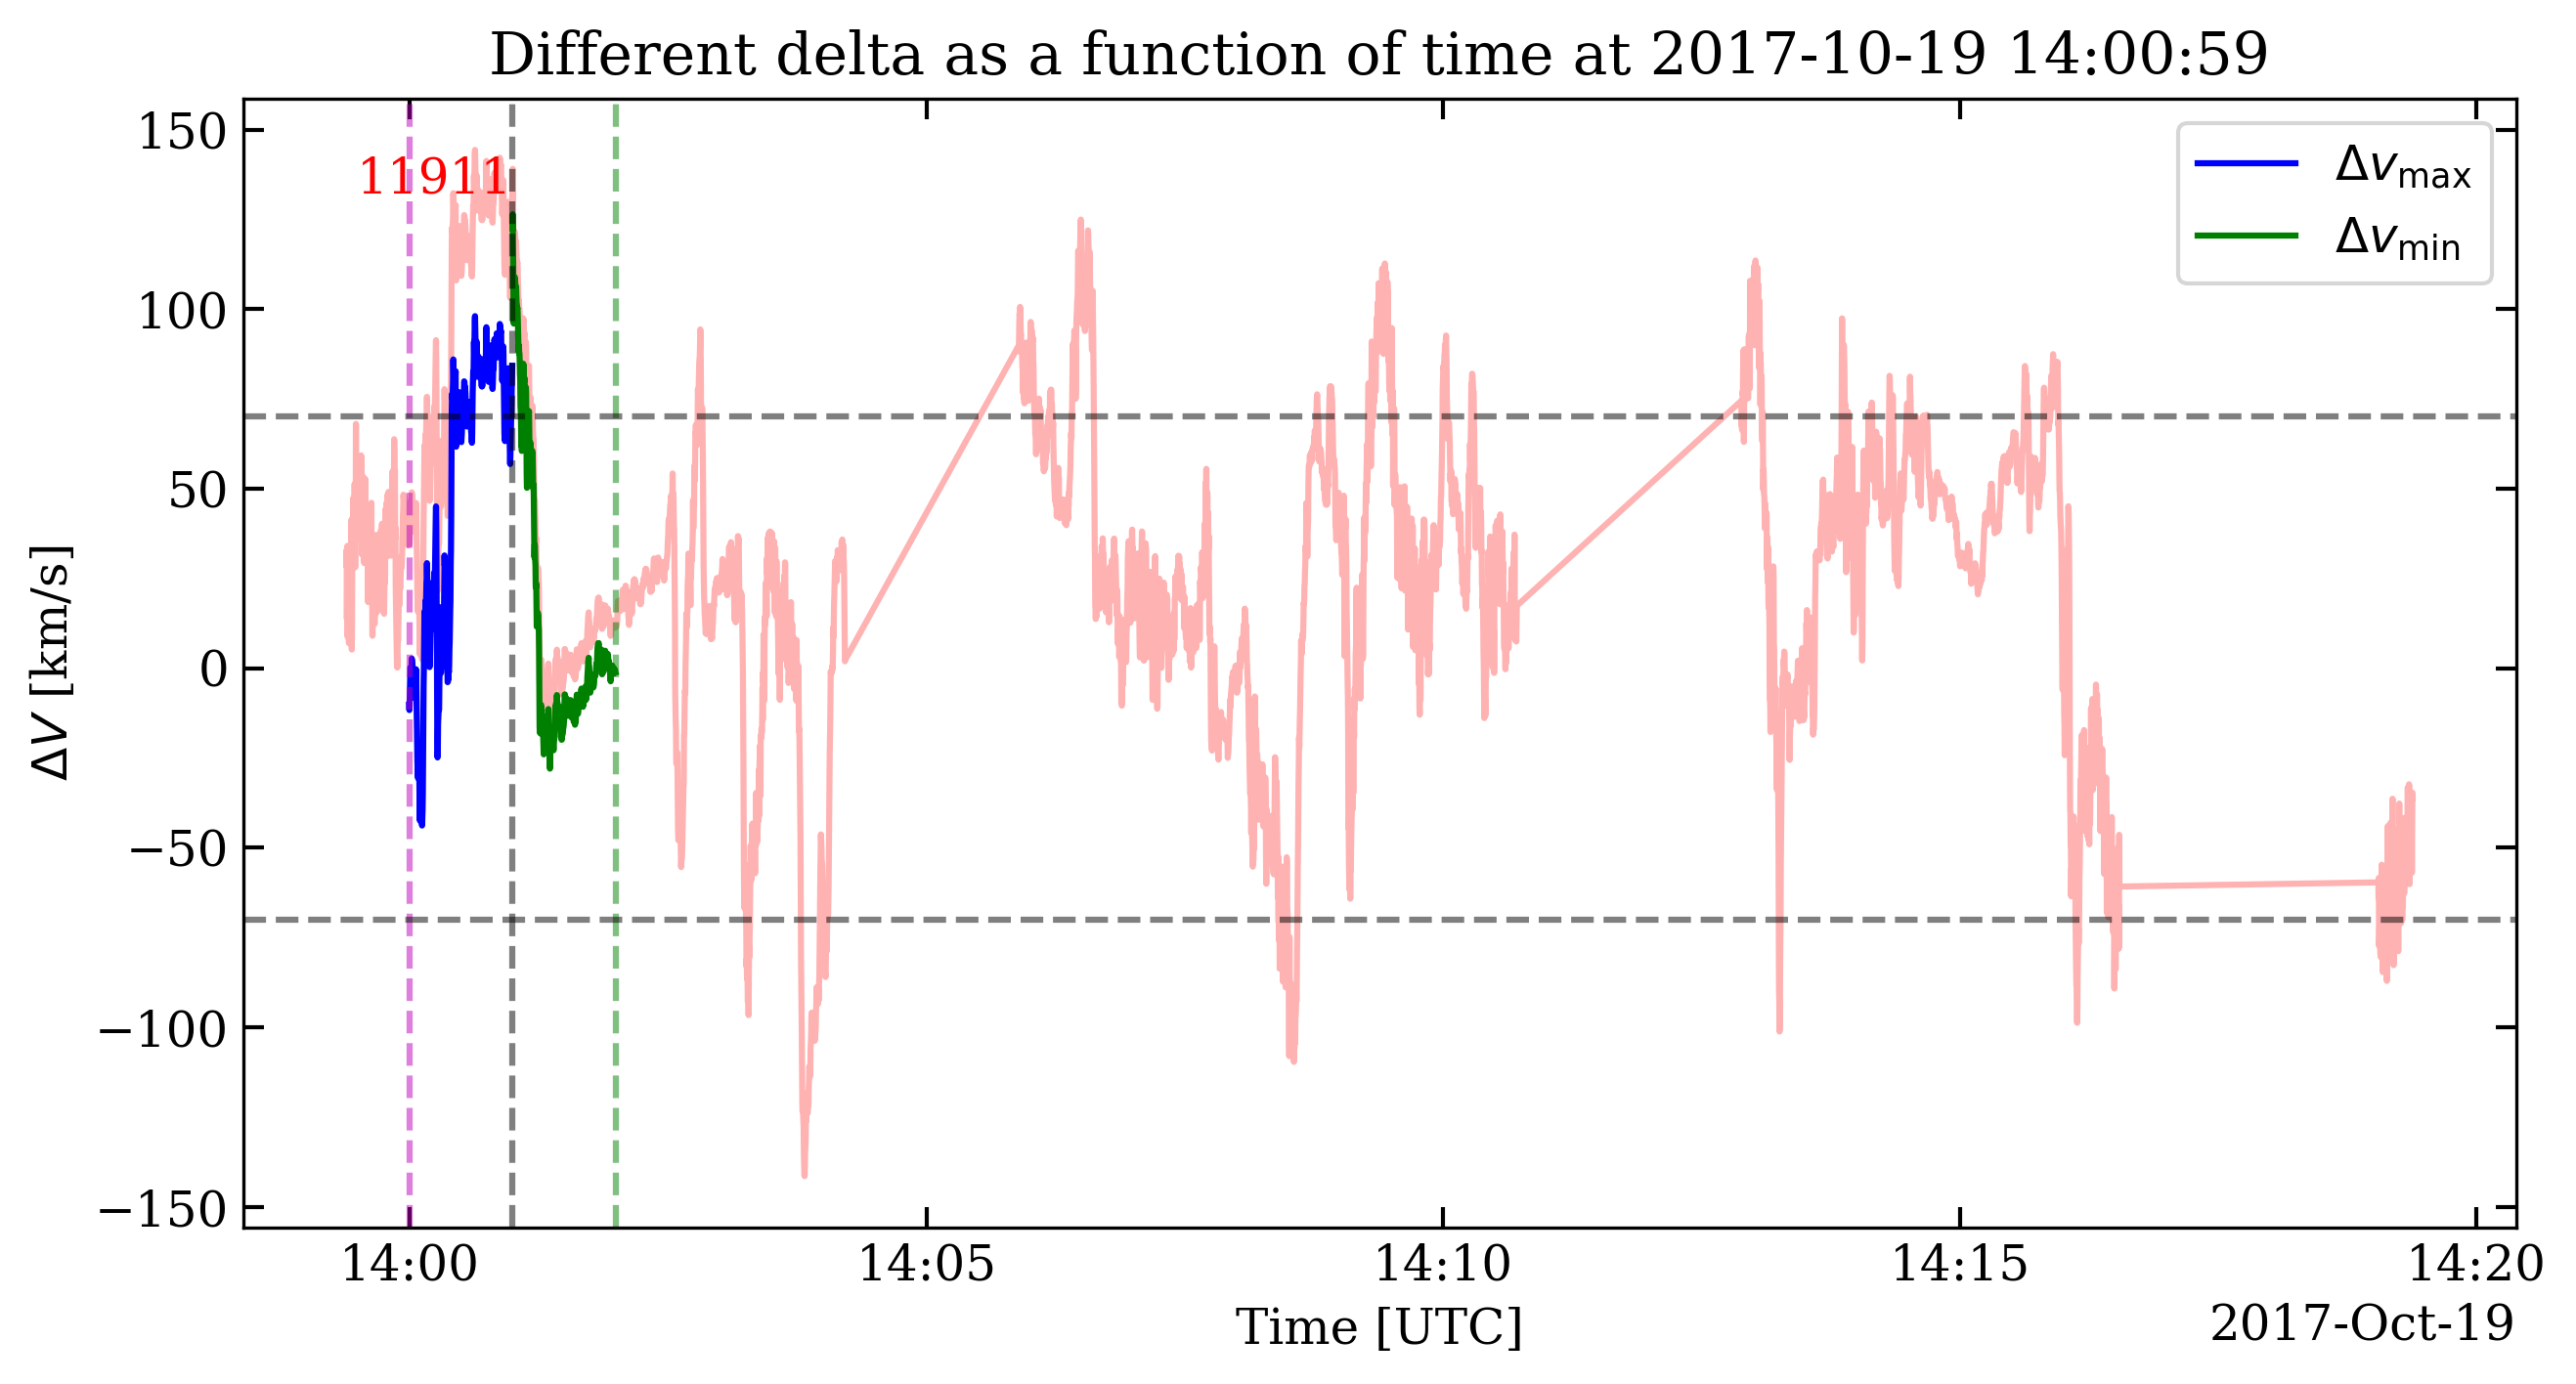 Different delta as a function of time at 2017-10-19 14:00:59
150
100
50
0
−50
−100
−150
ΔV [km/s]
11911
Δv_max
Δv_min
14:00
14:05
14:10
14:15
14:20
Time [UTC]
2017-Oct-19